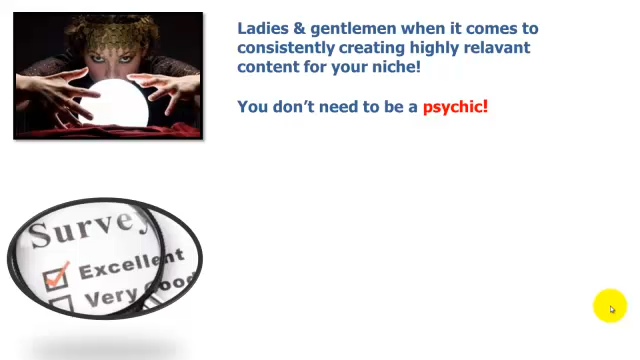 Ladies & gentlemen when it comes to
consistently creating highly relavant
content for your niche!
You don't need to be a psychic!
Survey
Excellent
Very Good